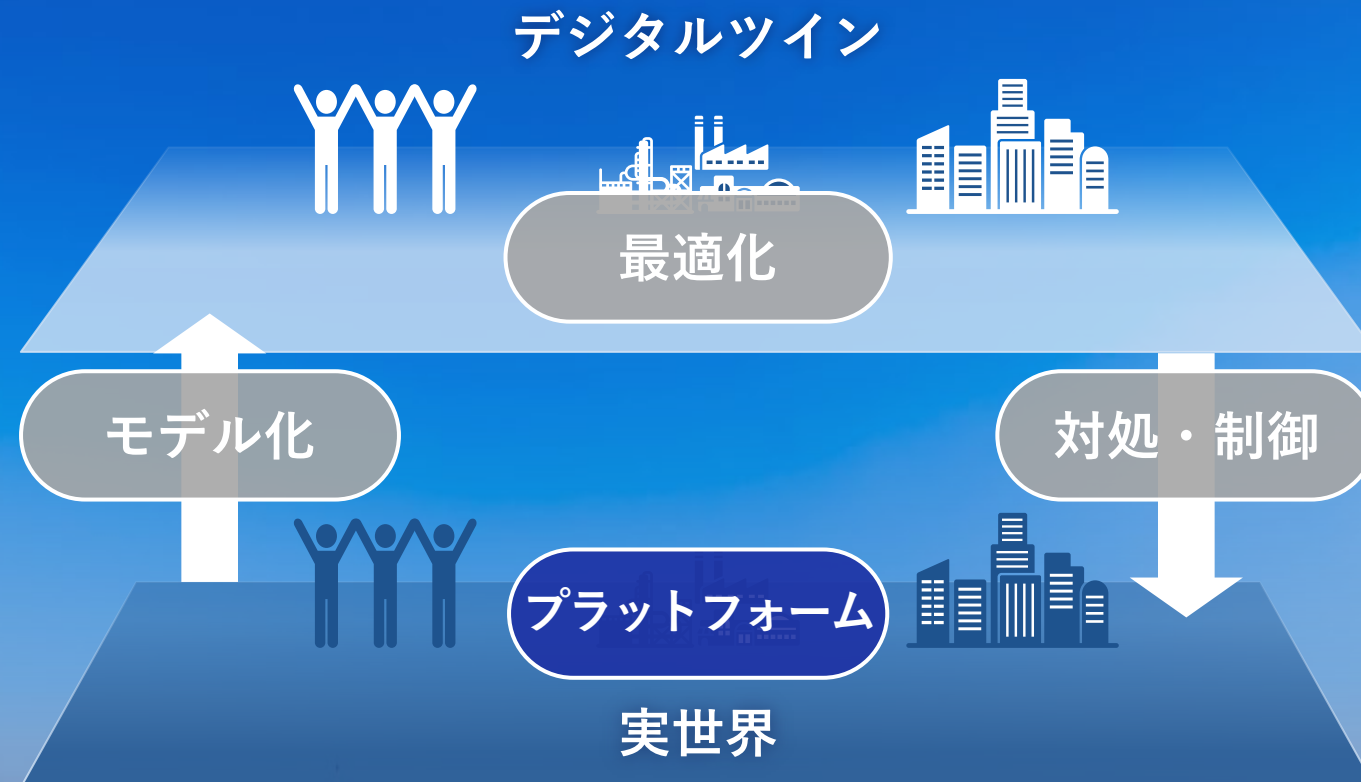 デジタルツイン
最適化
モデル化
対処・制御
プラットフォーム
実世界